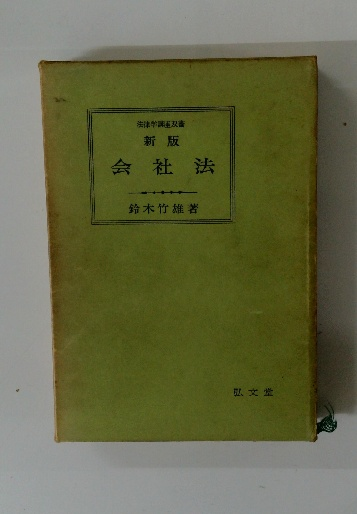 法律学講座双書
新版
会社法
鈴木竹雄著
弘文堂